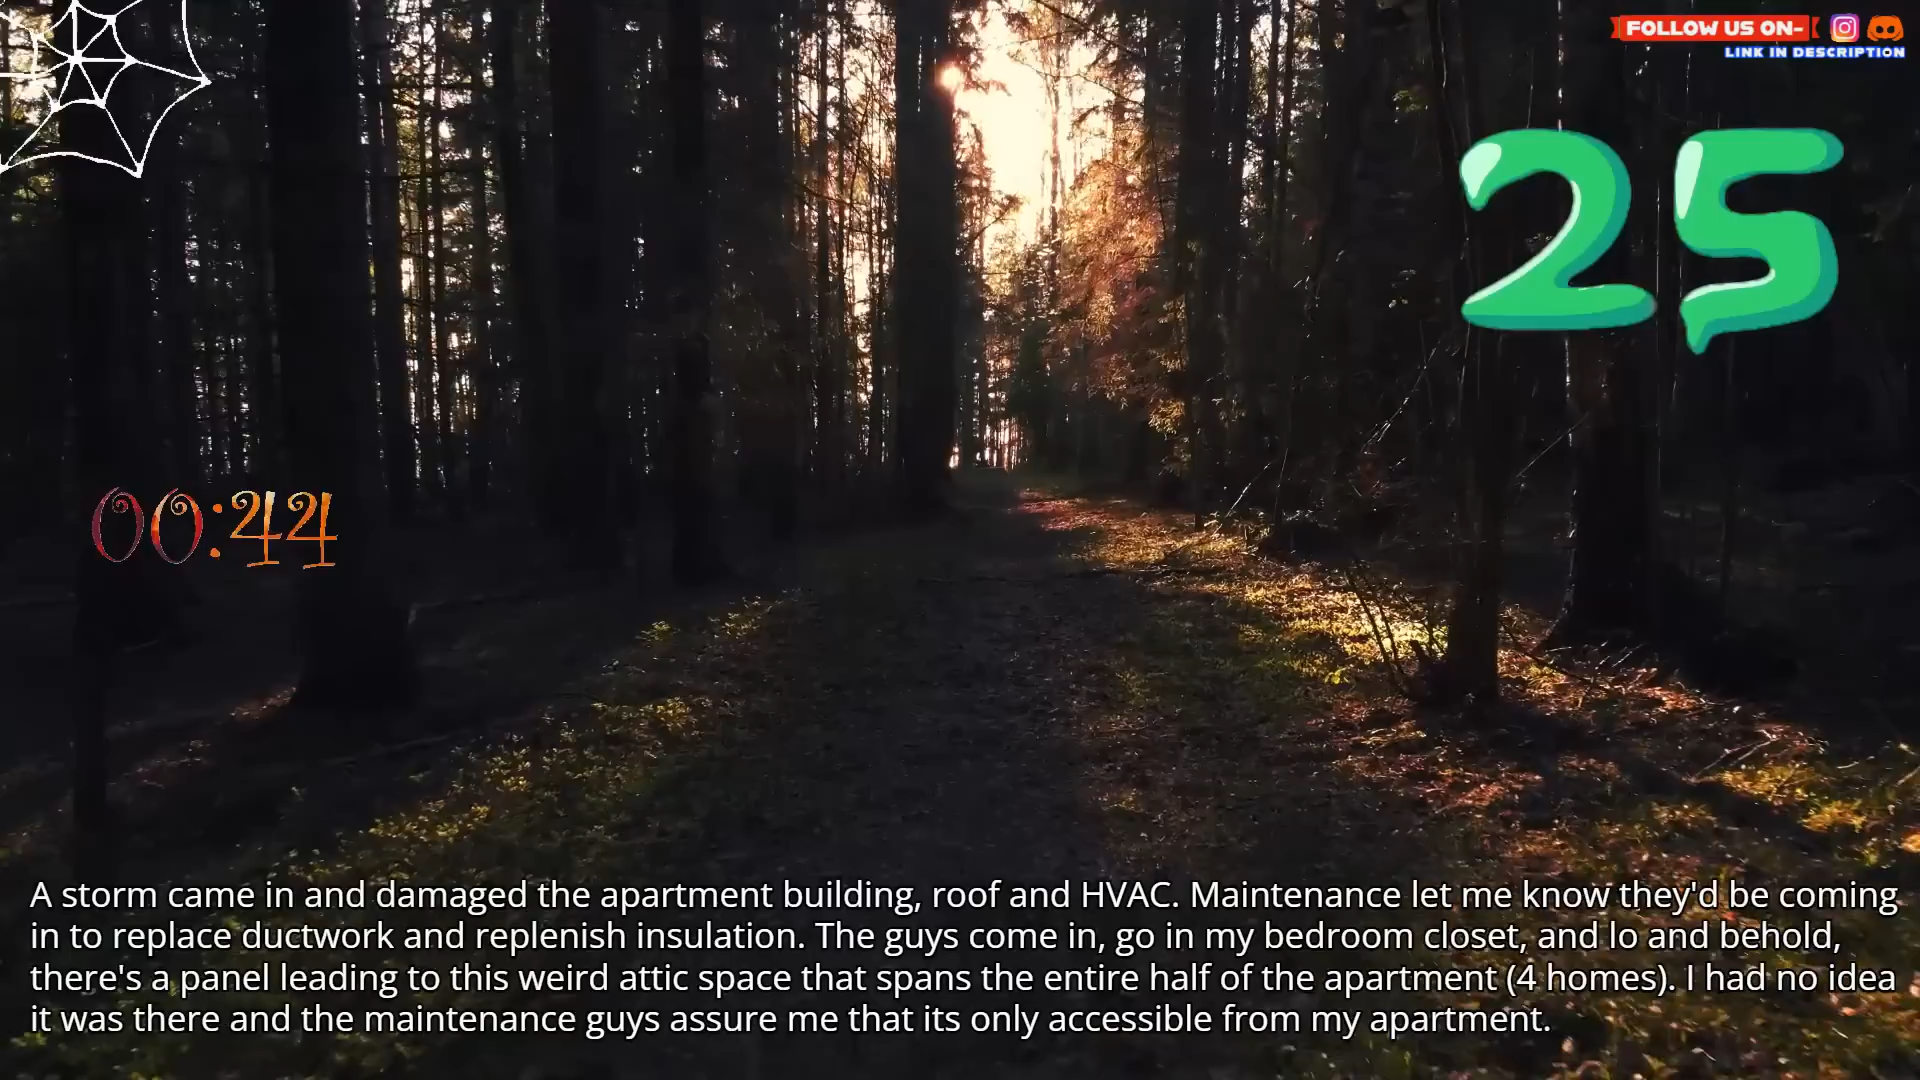 FOLLOW US ON-
LINK IN DESCRIPTION
25
00:44
A storm came in and damaged the apartment building, roof and HVAC. Maintenance let me know they'd be coming
in to replace ductwork and replenish insulation. The guys come in, go in my bedroom closet, and lo and behold,
there's a panel leading to this weird attic space that spans the entire half of the apartment (4 homes). I had no idea
it was there and the maintenance guys assure me that its only accessible from my apartment.